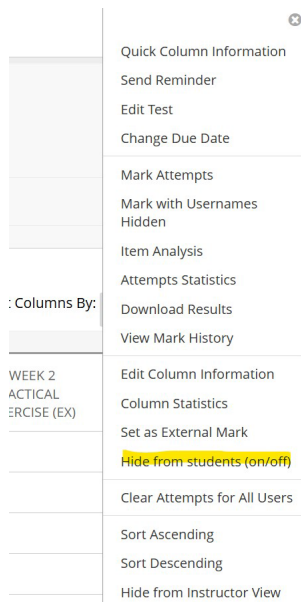 Quick Column Information
Send Reminder
Edit Test
Change Due Date
Mark Attempts
Mark with Usernames
Hidden
Item Analysis
Attempts Statistics
: Columns By:
Download Results
View Mark History
WEEK 2
ACTICAL
ERCISE (EX)
Edit Column Information
Column Statistics
Set as External Mark
Hide from students (on/off)
Clear Attempts for All Users
Sort Ascending
Sort Descending
Hide from Instructor View